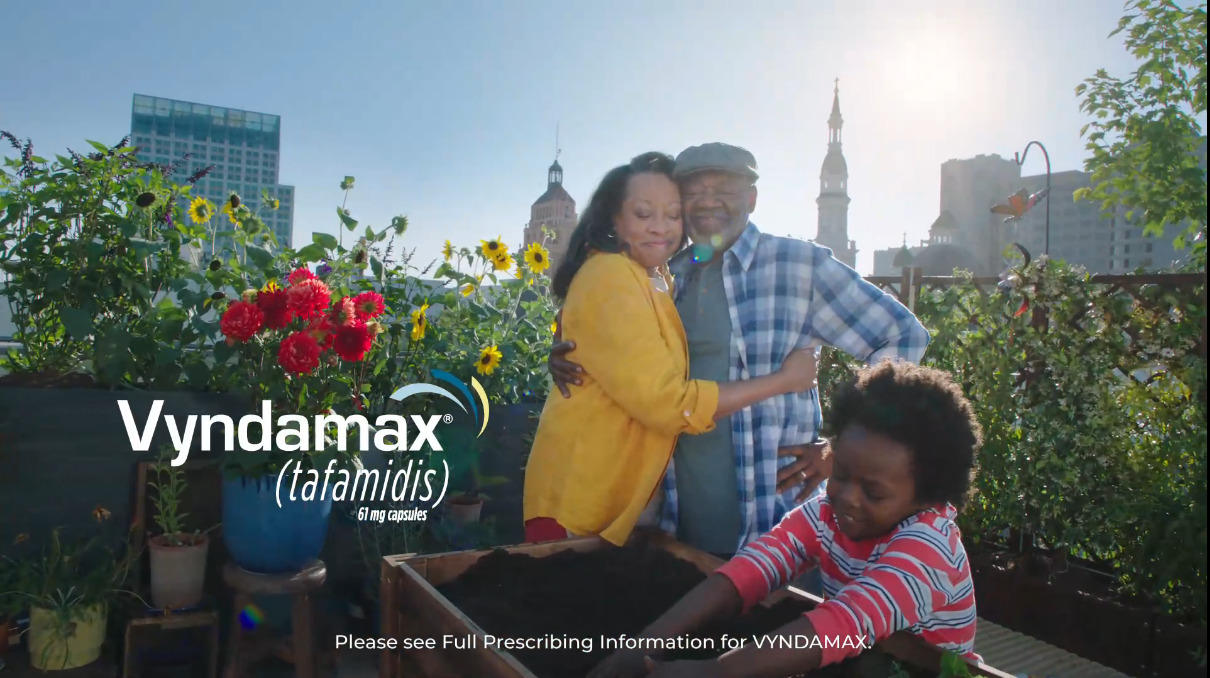 Vyndamax®
(tafamidis)
61 mg capsules
Please see Full Prescribing Information for VYNDAMAX.